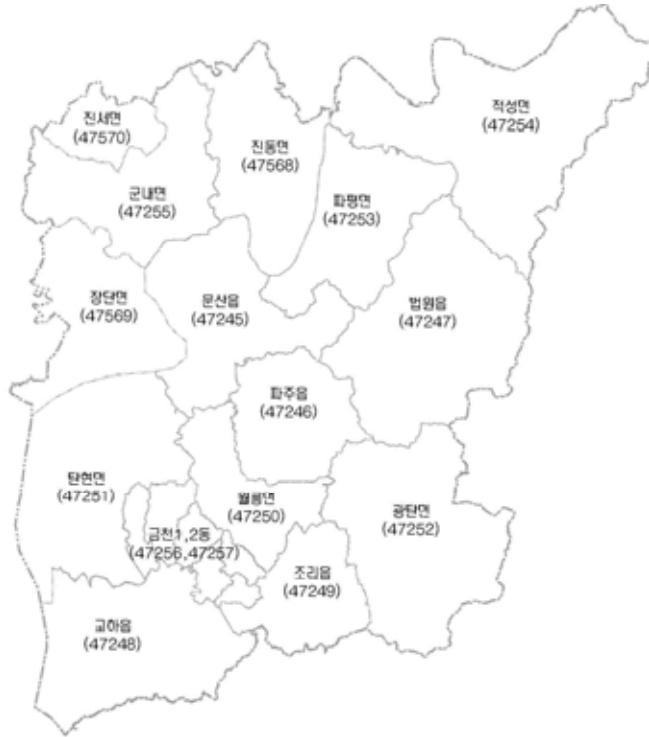 진서면
(47570)
군내면
(47255)
진동면
(47568)
적성면
(47254)
파평면
(47253)
장단면
(47569)
문산읍
(47245)
법원읍
(47247)
파주읍
(47246)
탄현면
(47251)
월롱면
(47250)
광탄면
(47252)
금천1,2동
(47256,47257)
조리읍
(47249)
교하읍
(47248)